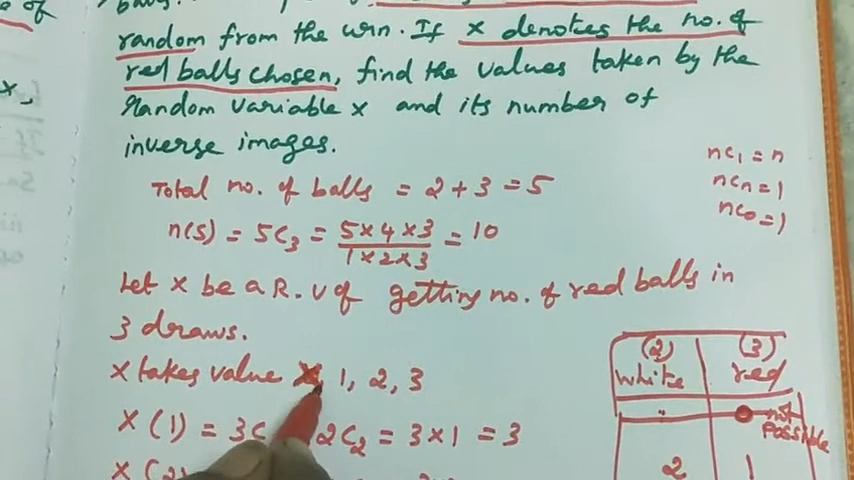 balls.
random from the urn. If x denotes the no. of
red balls chosen, find the values taken by the
Random variable x and its number of
inverse images.
Total no. of balls = 2 + 3 = 5
n(s) = 5C₃ = 5×4×3 / 1×2×3 = 10
nC₁ = n
nCn = 1
nC₀ = 1
Let x be a R.V of getting no. of red balls in
3 draws.
X takes value 1, 2, 3
X(1) = 3C 2C₂ = 3×1 = 3
X(2)
(2) (3)
white red
not possible
2 1
of
x,